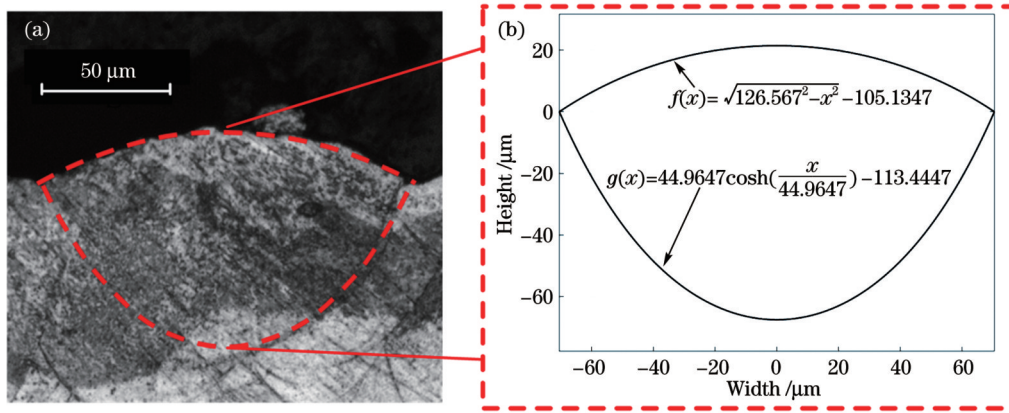 (a)
50 μm
(b)
20
0
−20
−40
−60
Height /μm
f(x)= √126.567²−x² −105.1347
g(x)=44.9647cosh(x/44.9647)−113.4447
−60 −40 −20 0 20 40 60
Width /μm